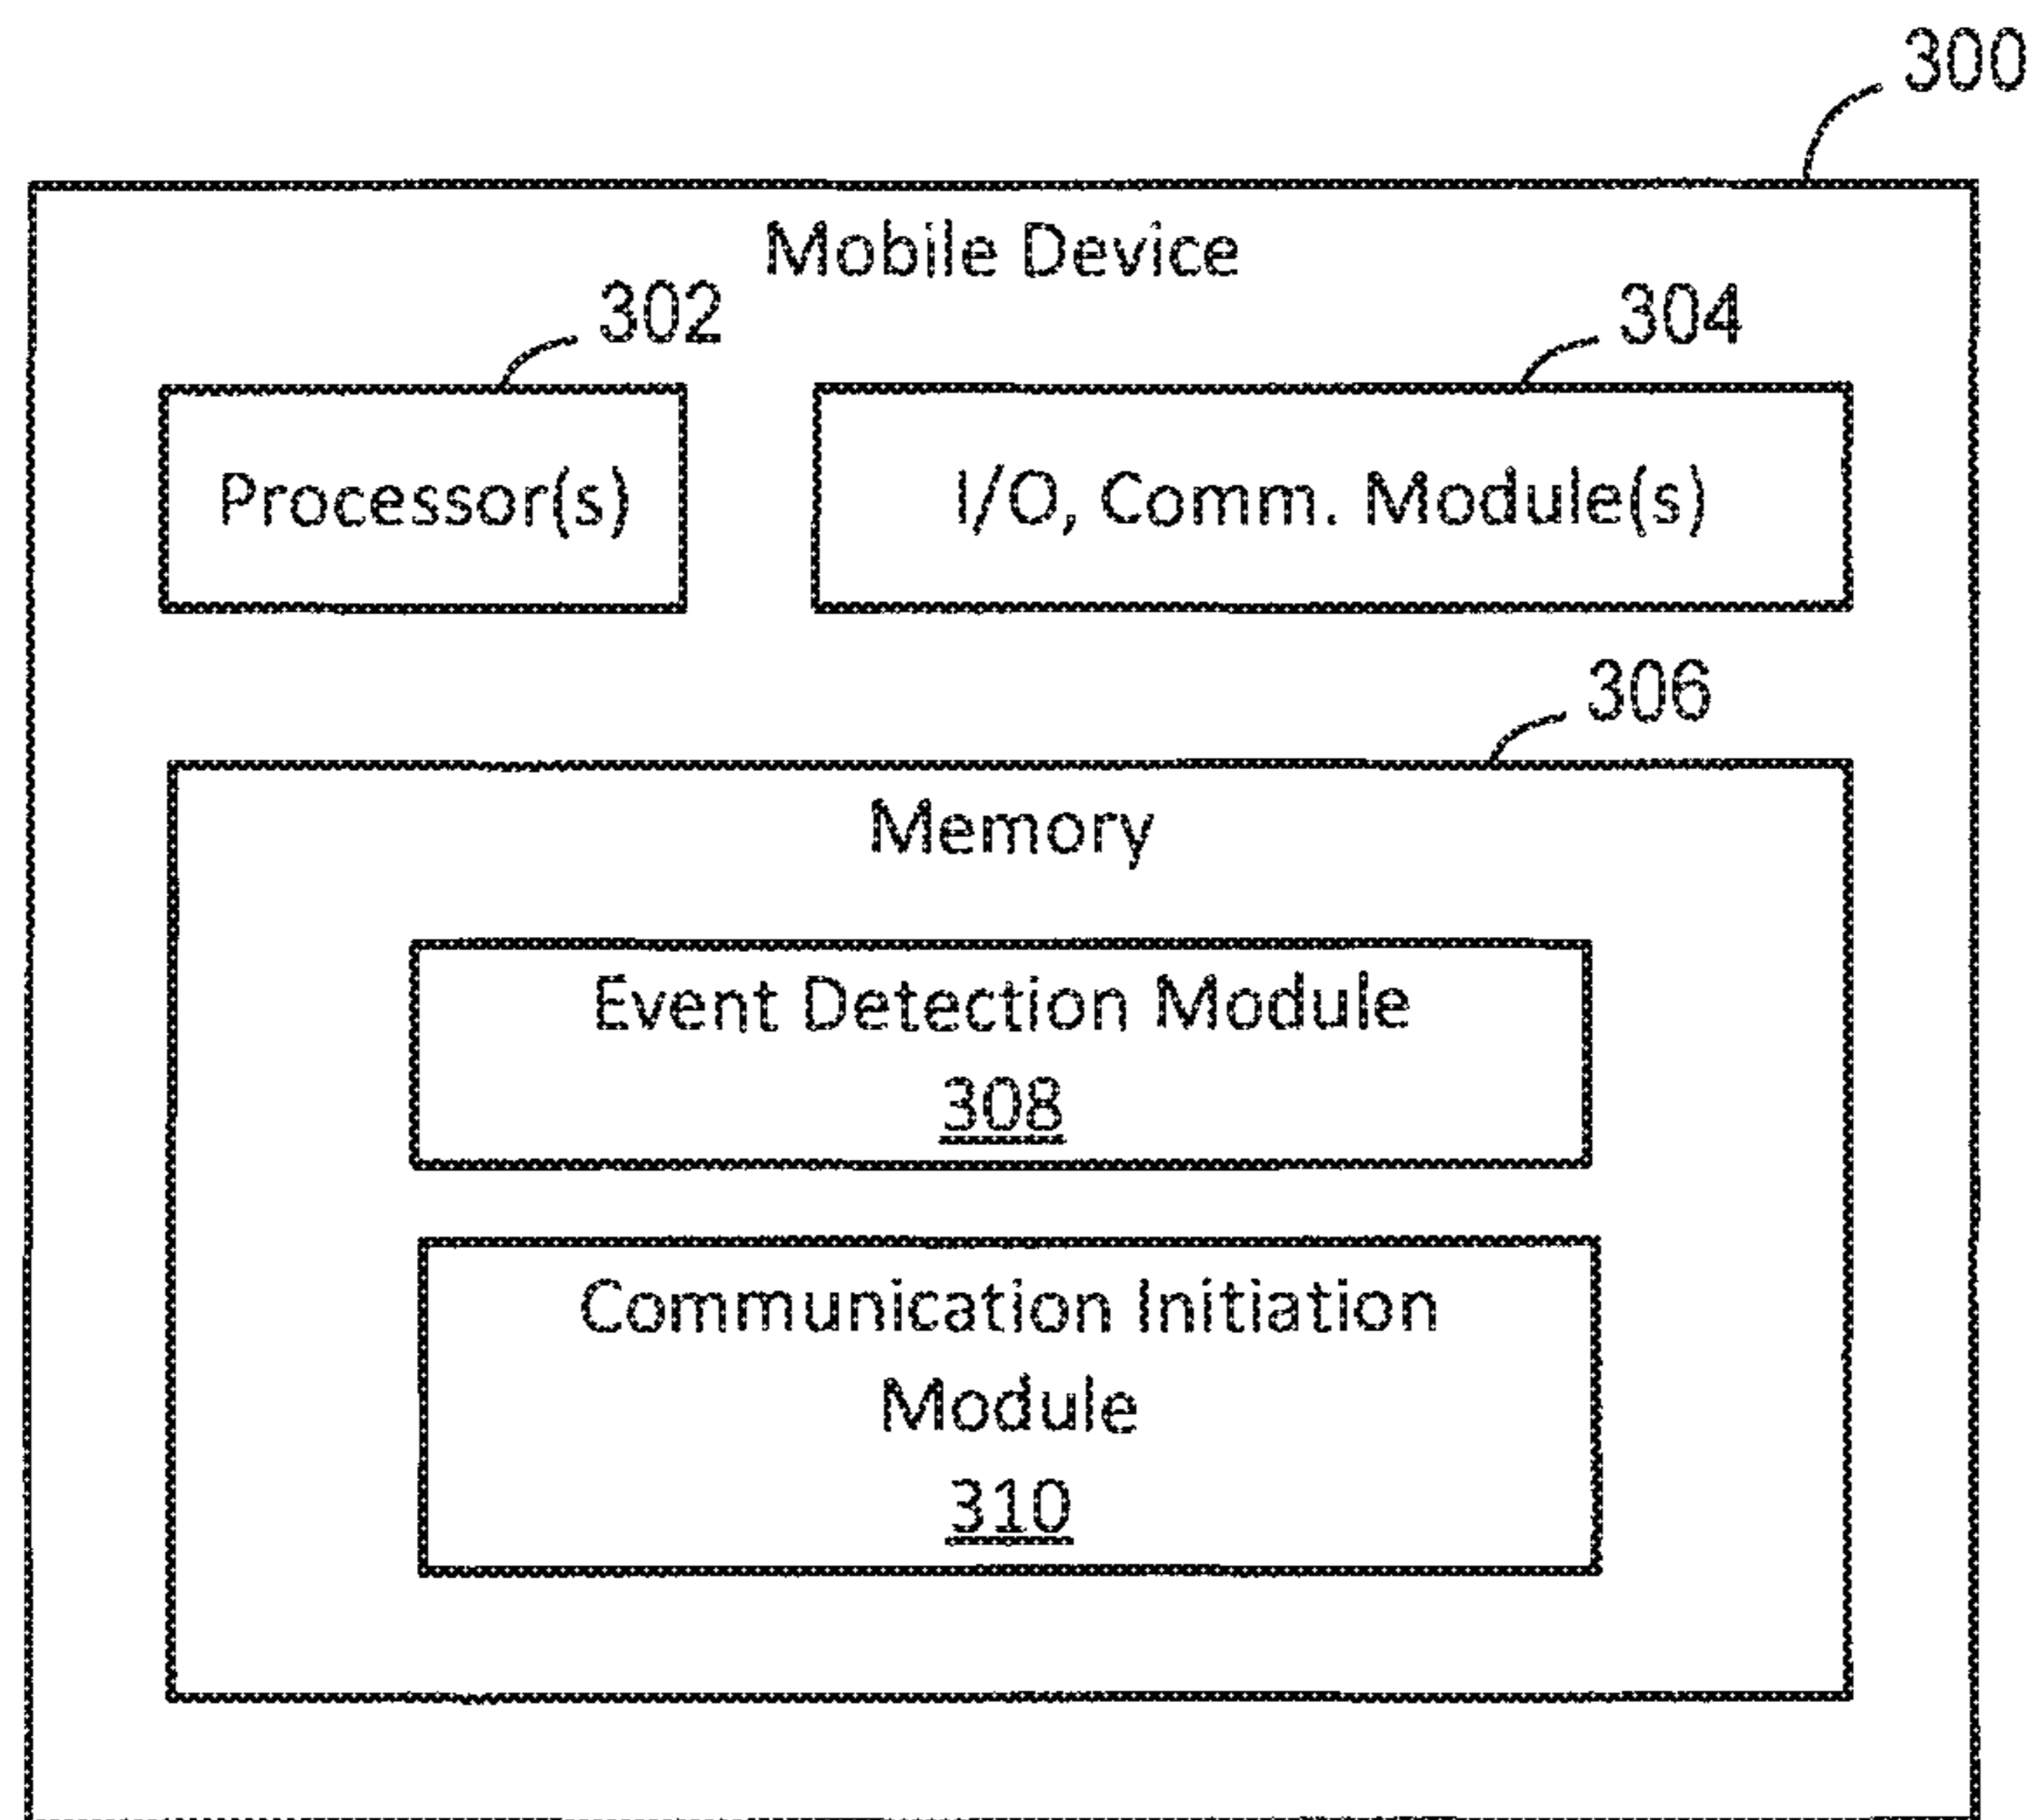 300
Mobile Device
302
304
Processor(s)
I/O, Comm. Module(s)
306
Memory
Event Detection Module
308
Communication Initiation
Module
310